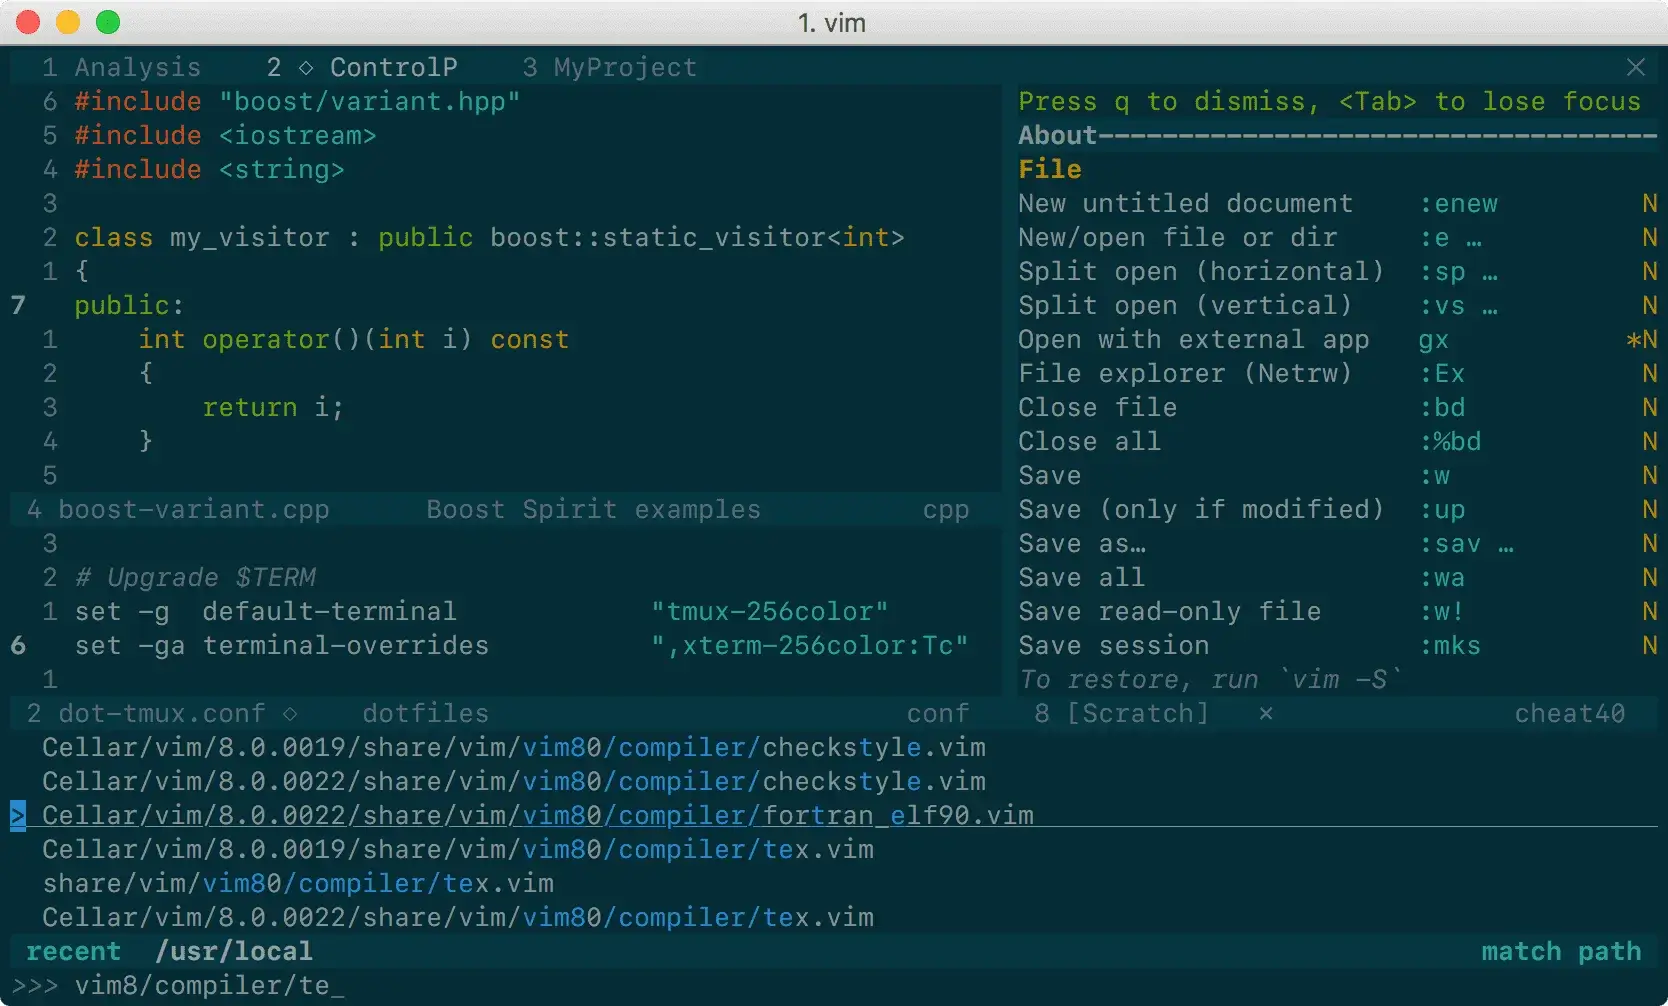 1. vim
1 Analysis 2 ◇ ControlP 3 MyProject ×
6 #include "boost/variant.hpp"
5 #include <iostream>
4 #include <string>
3
2 class my_visitor : public boost::static_visitor<int>
1 {
7 public:
1 int operator()(int i) const
2 {
3 return i;
4 }
5
4 boost-variant.cpp Boost Spirit examples cpp
3
2 # Upgrade $TERM
1 set -g default-terminal "tmux-256color"
6 set -ga terminal-overrides ",xterm-256color:Tc"
1
2 dot-tmux.conf ◇ dotfiles conf
Press q to dismiss, <Tab> to lose focus
About-----------------------------------
File
New untitled document :enew N
New/open file or dir :e … N
Split open (horizontal) :sp … N
Split open (vertical) :vs … N
Open with external app gx *N
File explorer (Netrw) :Ex N
Close file :bd N
Close all :%bd N
Save :w N
Save (only if modified) :up N
Save as… :sav … N
Save all :wa N
Save read-only file :w! N
Save session :mks N
To restore, run `vim -S`
8 [Scratch] × cheat40
Cellar/vim/8.0.0019/share/vim/vim80/compiler/checkstyle.vim
Cellar/vim/8.0.0022/share/vim/vim80/compiler/checkstyle.vim
> Cellar/vim/8.0.0022/share/vim/vim80/compiler/fortran_elf90.vim
Cellar/vim/8.0.0019/share/vim/vim80/compiler/tex.vim
share/vim/vim80/compiler/tex.vim
Cellar/vim/8.0.0022/share/vim/vim80/compiler/tex.vim
recent /usr/local match path
>>> vim8/compiler/te_